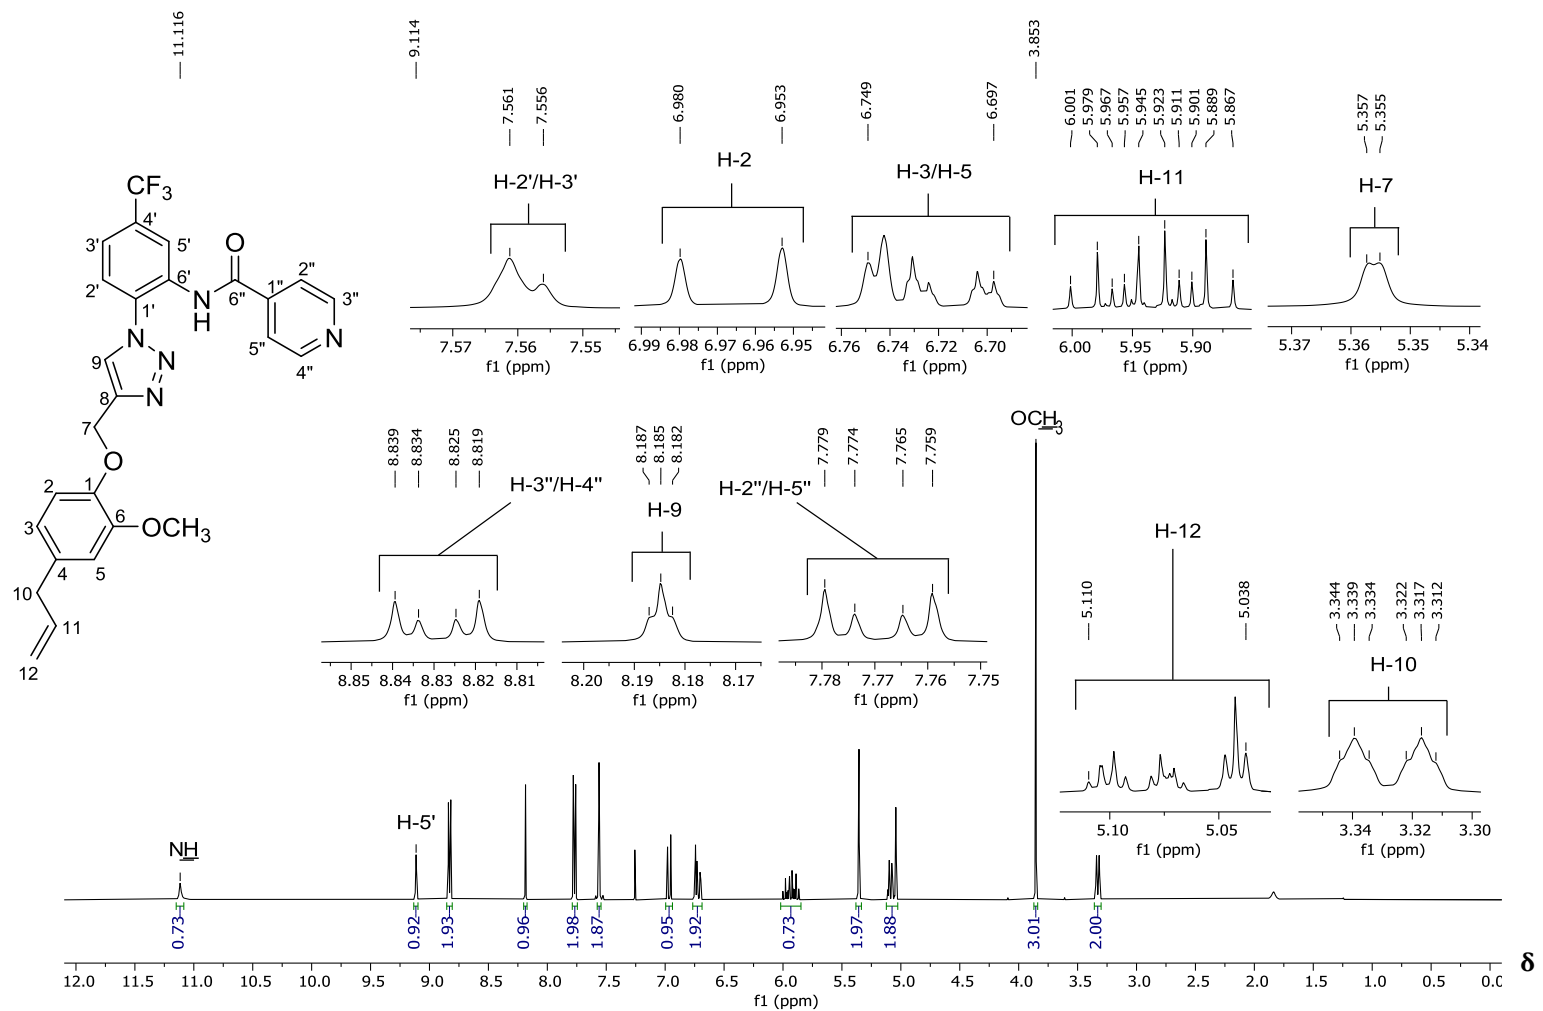 11.116
9.114
3.853
7.561
7.556
6.980
6.953
6.749
6.697
6.001
5.979
5.967
5.957
5.945
5.923
5.911
5.901
5.889
5.867
5.357
5.355
H-2'/H-3'
H-2
H-3/H-5
H-11
H-7
7.57 7.56 7.55
f1 (ppm)
6.99 6.98 6.97 6.96 6.95
f1 (ppm)
6.76 6.74 6.72 6.70
f1 (ppm)
6.00 5.95 5.90
f1 (ppm)
5.37 5.36 5.35 5.34
f1 (ppm)
CF3
4'
3'
5'
2'
6'
1'
O
N
H
6"
1"
2"
3"
N
4"
5"
N
N
N
9
8
7
O
1
2
3
4
5
6
OCH3
10
11
12
8.839
8.834
8.825
8.819
8.187
8.185
8.182
7.779
7.774
7.765
7.759
H-3"/H-4"
H-9
H-2"/H-5"
8.85 8.84 8.83 8.82 8.81
f1 (ppm)
8.20 8.19 8.18 8.17
f1 (ppm)
7.78 7.77 7.76 7.75
f1 (ppm)
OCH3
5.110
5.038
H-12
5.10 5.05
f1 (ppm)
3.344
3.339
3.334
3.322
3.317
3.312
H-10
3.34 3.32 3.30
f1 (ppm)
NH
H-5'
0.73
0.92
1.93
0.96
1.98
1.87
0.95
1.92
0.73
1.97
1.88
3.01
2.00
12.0 11.5 11.0 10.5 10.0 9.5 9.0 8.5 8.0 7.5 7.0 6.5 6.0 5.5 5.0 4.5 4.0 3.5 3.0 2.5 2.0 1.5 1.0 0.5 0.0
f1 (ppm)
δ